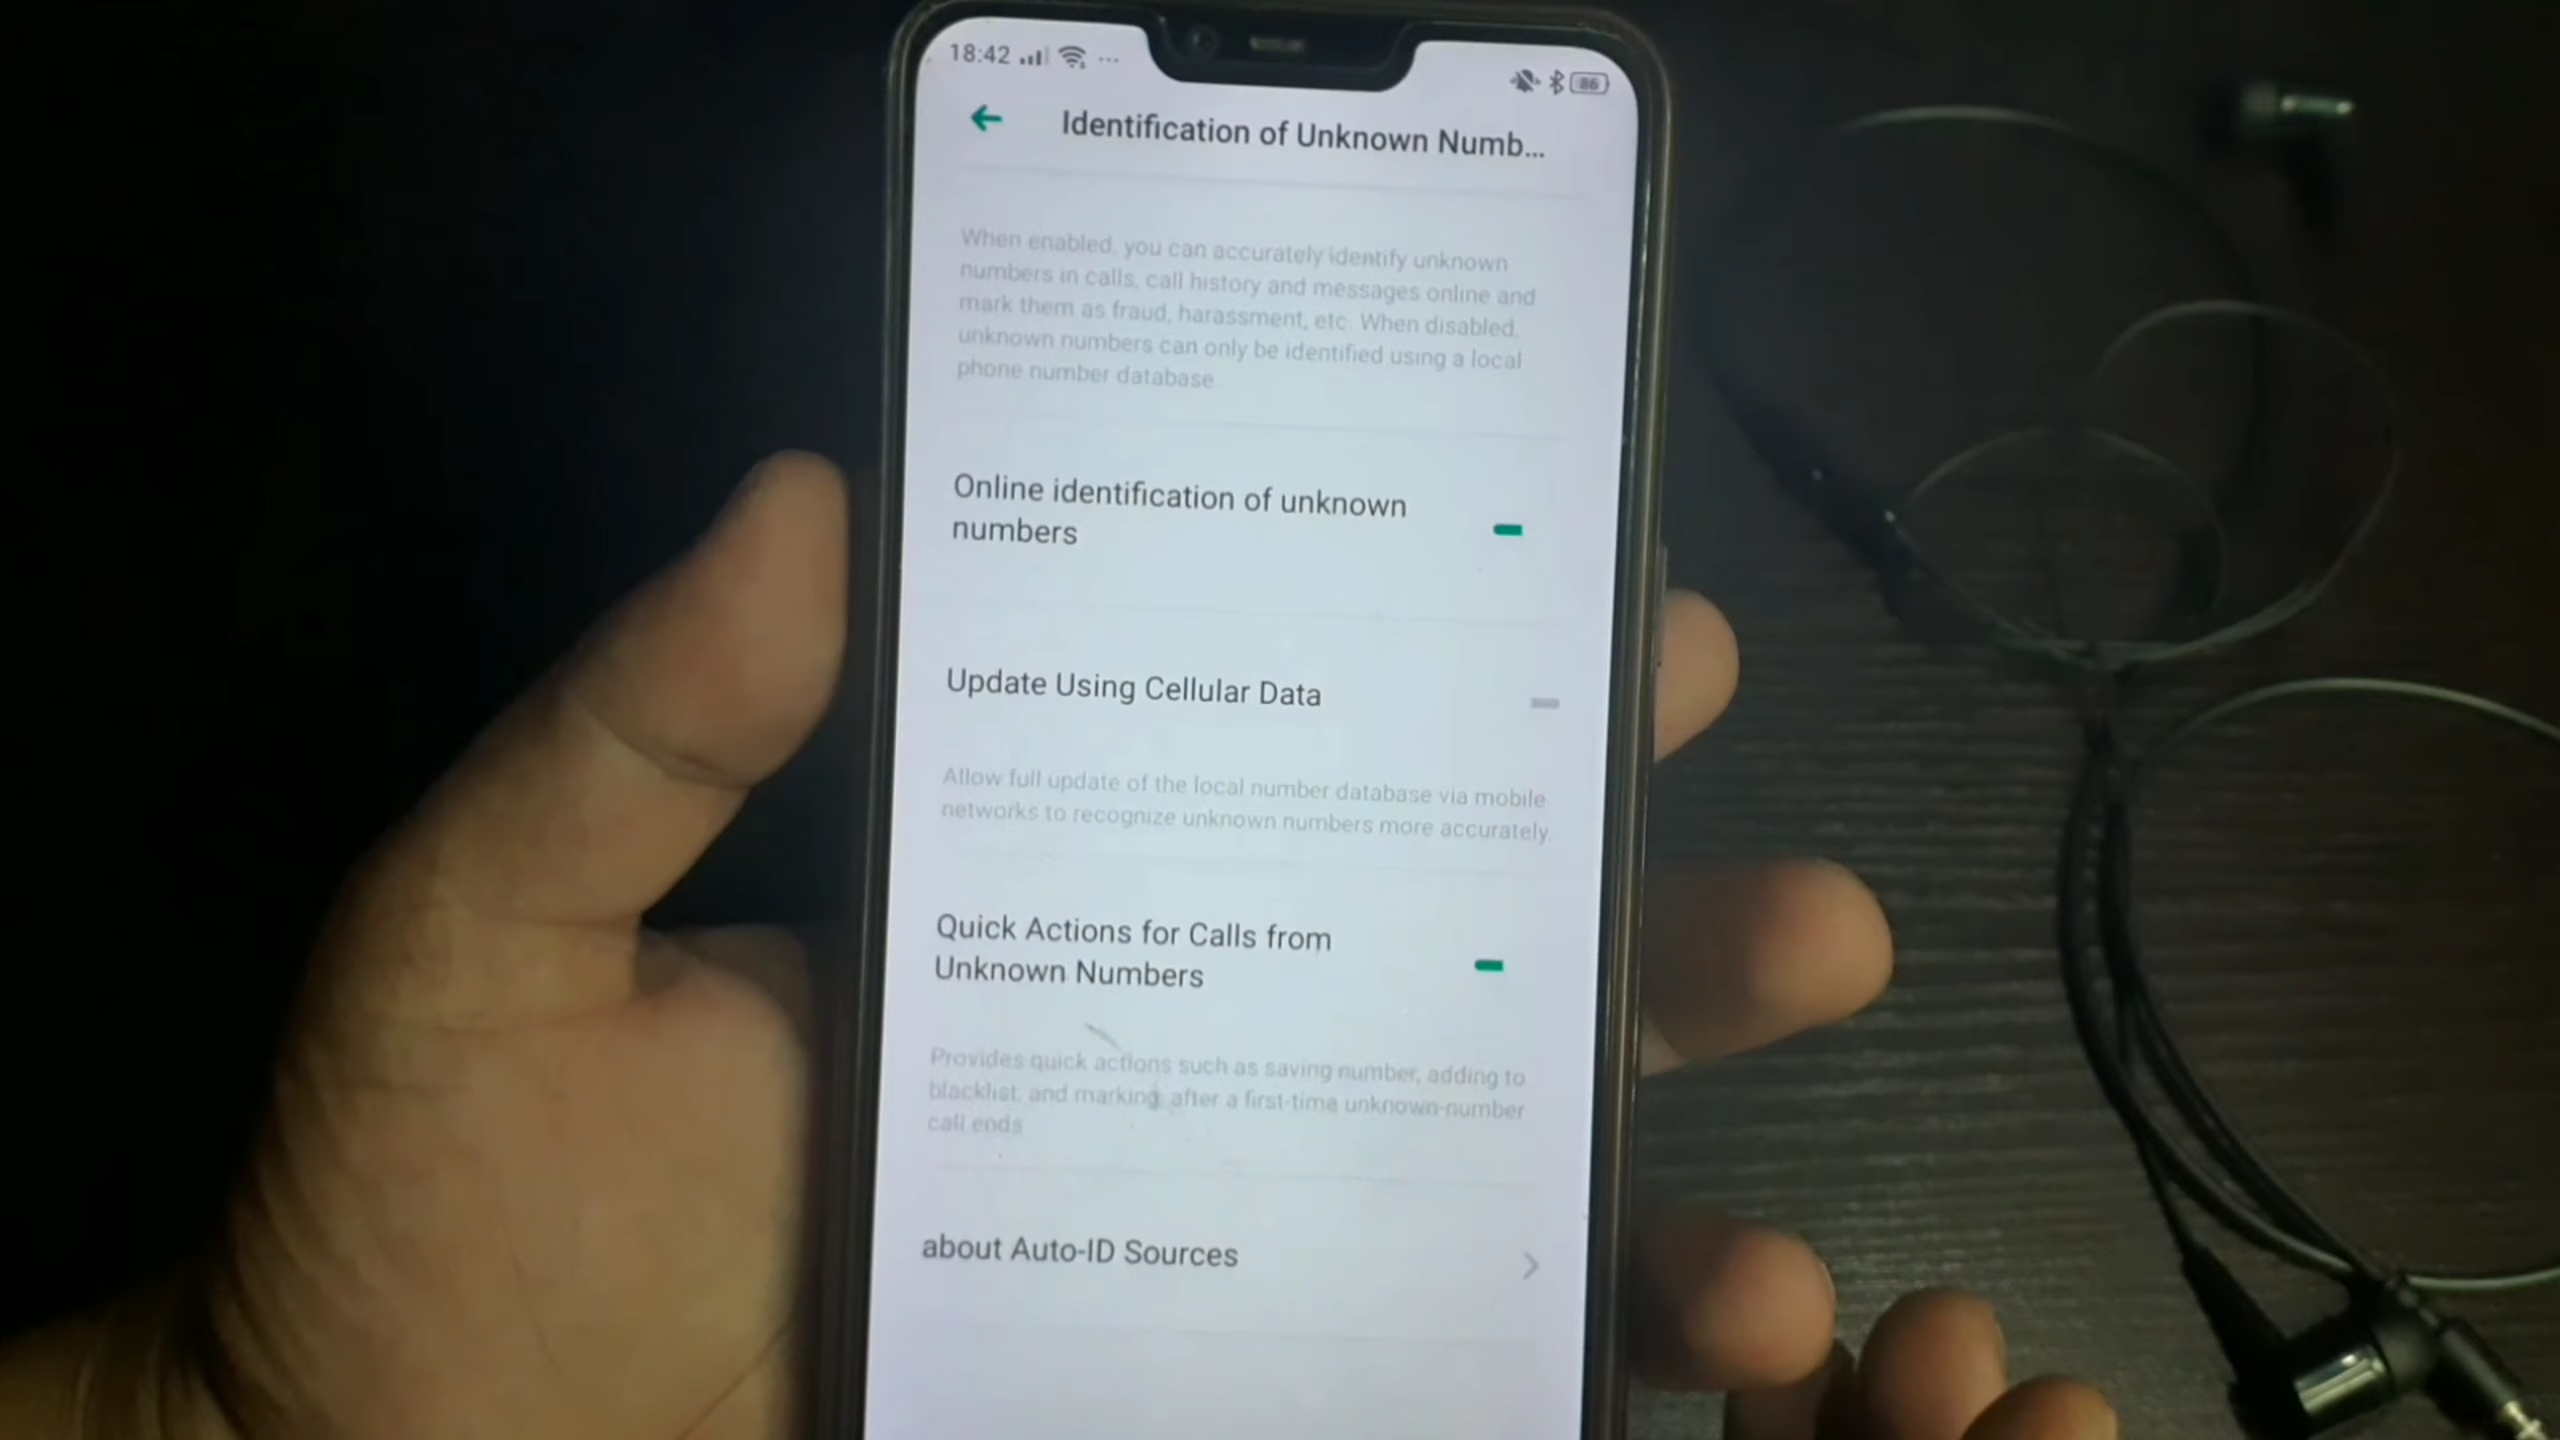 18:42
86
Identification of Unknown Numb...
When enabled, you can accurately identify unknown
numbers in calls, call history and messages online and
mark them as fraud, harassment, etc. When disabled,
unknown numbers can only be identified using a local
phone number database
Online identification of unknown
numbers
Update Using Cellular Data
Allow full update of the local number database via mobile
networks to recognize unknown numbers more accurately.
Quick Actions for Calls from
Unknown Numbers
Provides quick actions such as saving number, adding to
blacklist, and marking, after a first-time unknown-number
call ends
about Auto-ID Sources